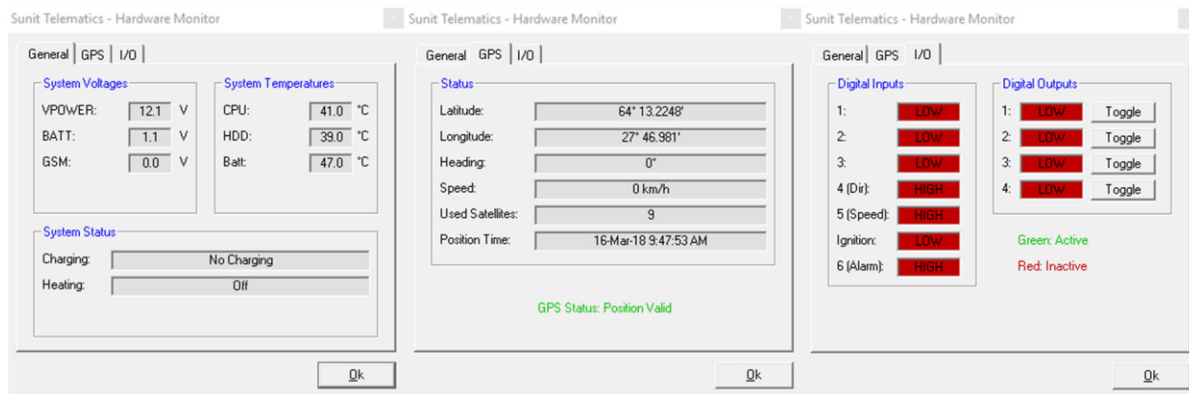 Sunit Telematics - Hardware Monitor
General GPS I/O
System Voltages
VPOWER: 12.1 V
BATT: 1.1 V
GSM: 0.0 V
System Temperatures
CPU: 41.0 °C
HDD: 39.0 °C
Batt: 47.0 °C
System Status
Charging: No Charging
Heating: Off
Ok
Sunit Telematics - Hardware Monitor
General GPS I/O
Status
Latitude: 64° 13.2248'
Longitude: 27° 46.981'
Heading: 0°
Speed: 0 km/h
Used Satellites: 9
Position Time: 16-Mar-18 9:47:53 AM
GPS Status: Position Valid
Ok
Sunit Telematics - Hardware Monitor
General GPS I/O
Digital Inputs
1: LOW
2: LOW
3: LOW
4 (Dir): HIGH
5 (Speed): HIGH
Ignition: LOW
6 (Alarm): HIGH
Digital Outputs
1: LOW Toggle
2: LOW Toggle
3: LOW Toggle
4: LOW Toggle
Green: Active
Red: Inactive
Ok